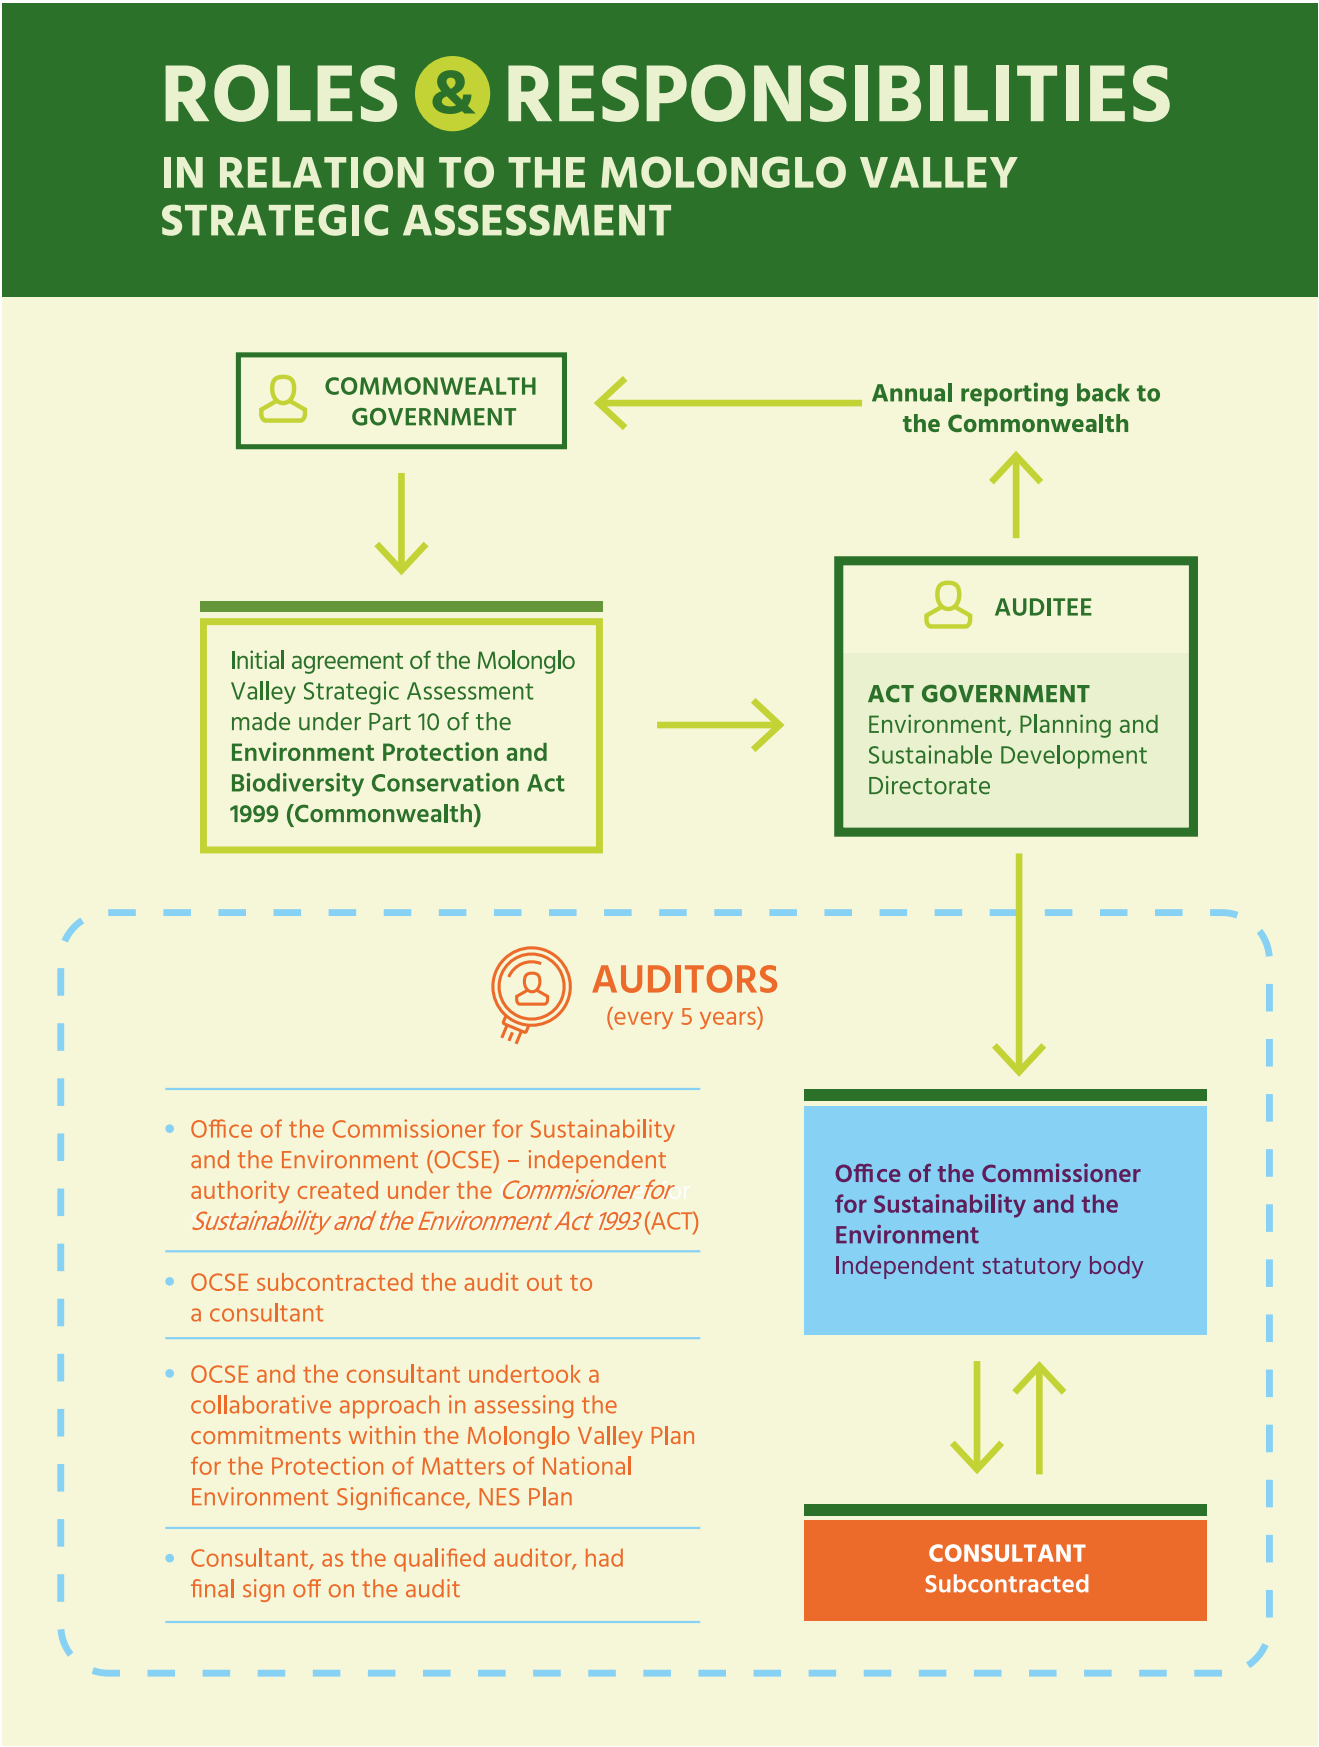 ROLES & RESPONSIBILITIES
IN RELATION TO THE MOLONGLO VALLEY
STRATEGIC ASSESSMENT
COMMONWEALTH
GOVERNMENT
Annual reporting back to
the Commonwealth
Initial agreement of the Molonglo
Valley Strategic Assessment
made under Part 10 of the
Environment Protection and
Biodiversity Conservation Act
1999 (Commonwealth)
AUDITEE
ACT GOVERNMENT
Environment, Planning and
Sustainable Development
Directorate
AUDITORS
(every 5 years)
• Office of the Commissioner for Sustainability
and the Environment (OCSE) – independent
authority created under the Commisioner for
Sustainability and the Environment Act 1993 (ACT)
• OCSE subcontracted the audit out to
a consultant
• OCSE and the consultant undertook a
collaborative approach in assessing the
commitments within the Molonglo Valley Plan
for the Protection of Matters of National
Environment Significance, NES Plan
• Consultant, as the qualified auditor, had
final sign off on the audit
Office of the Commissioner
for Sustainability and the
Environment
Independent statutory body
CONSULTANT
Subcontracted